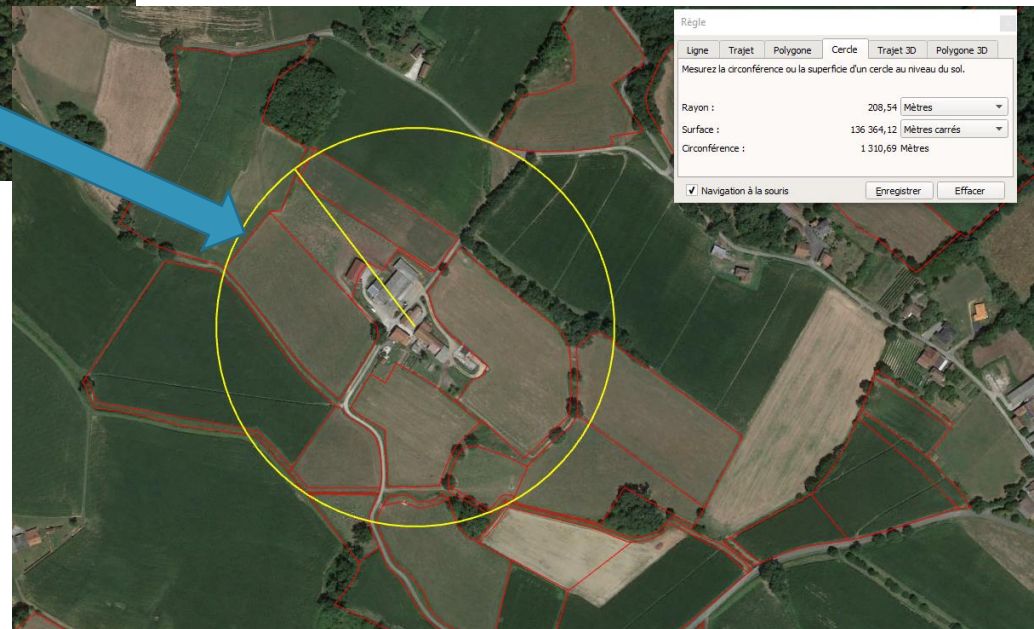 Règle
Ligne Trajet Polygone Cercle Trajet 3D Polygone 3D
Mesurez la circonférence ou la superficie d'un cercle au niveau du sol.
Rayon : 208,54 Mètres
Surface : 136 364,12 Mètres carrés
Circonférence : 1 310,69 Mètres
Navigation à la souris Enregistrer Effacer